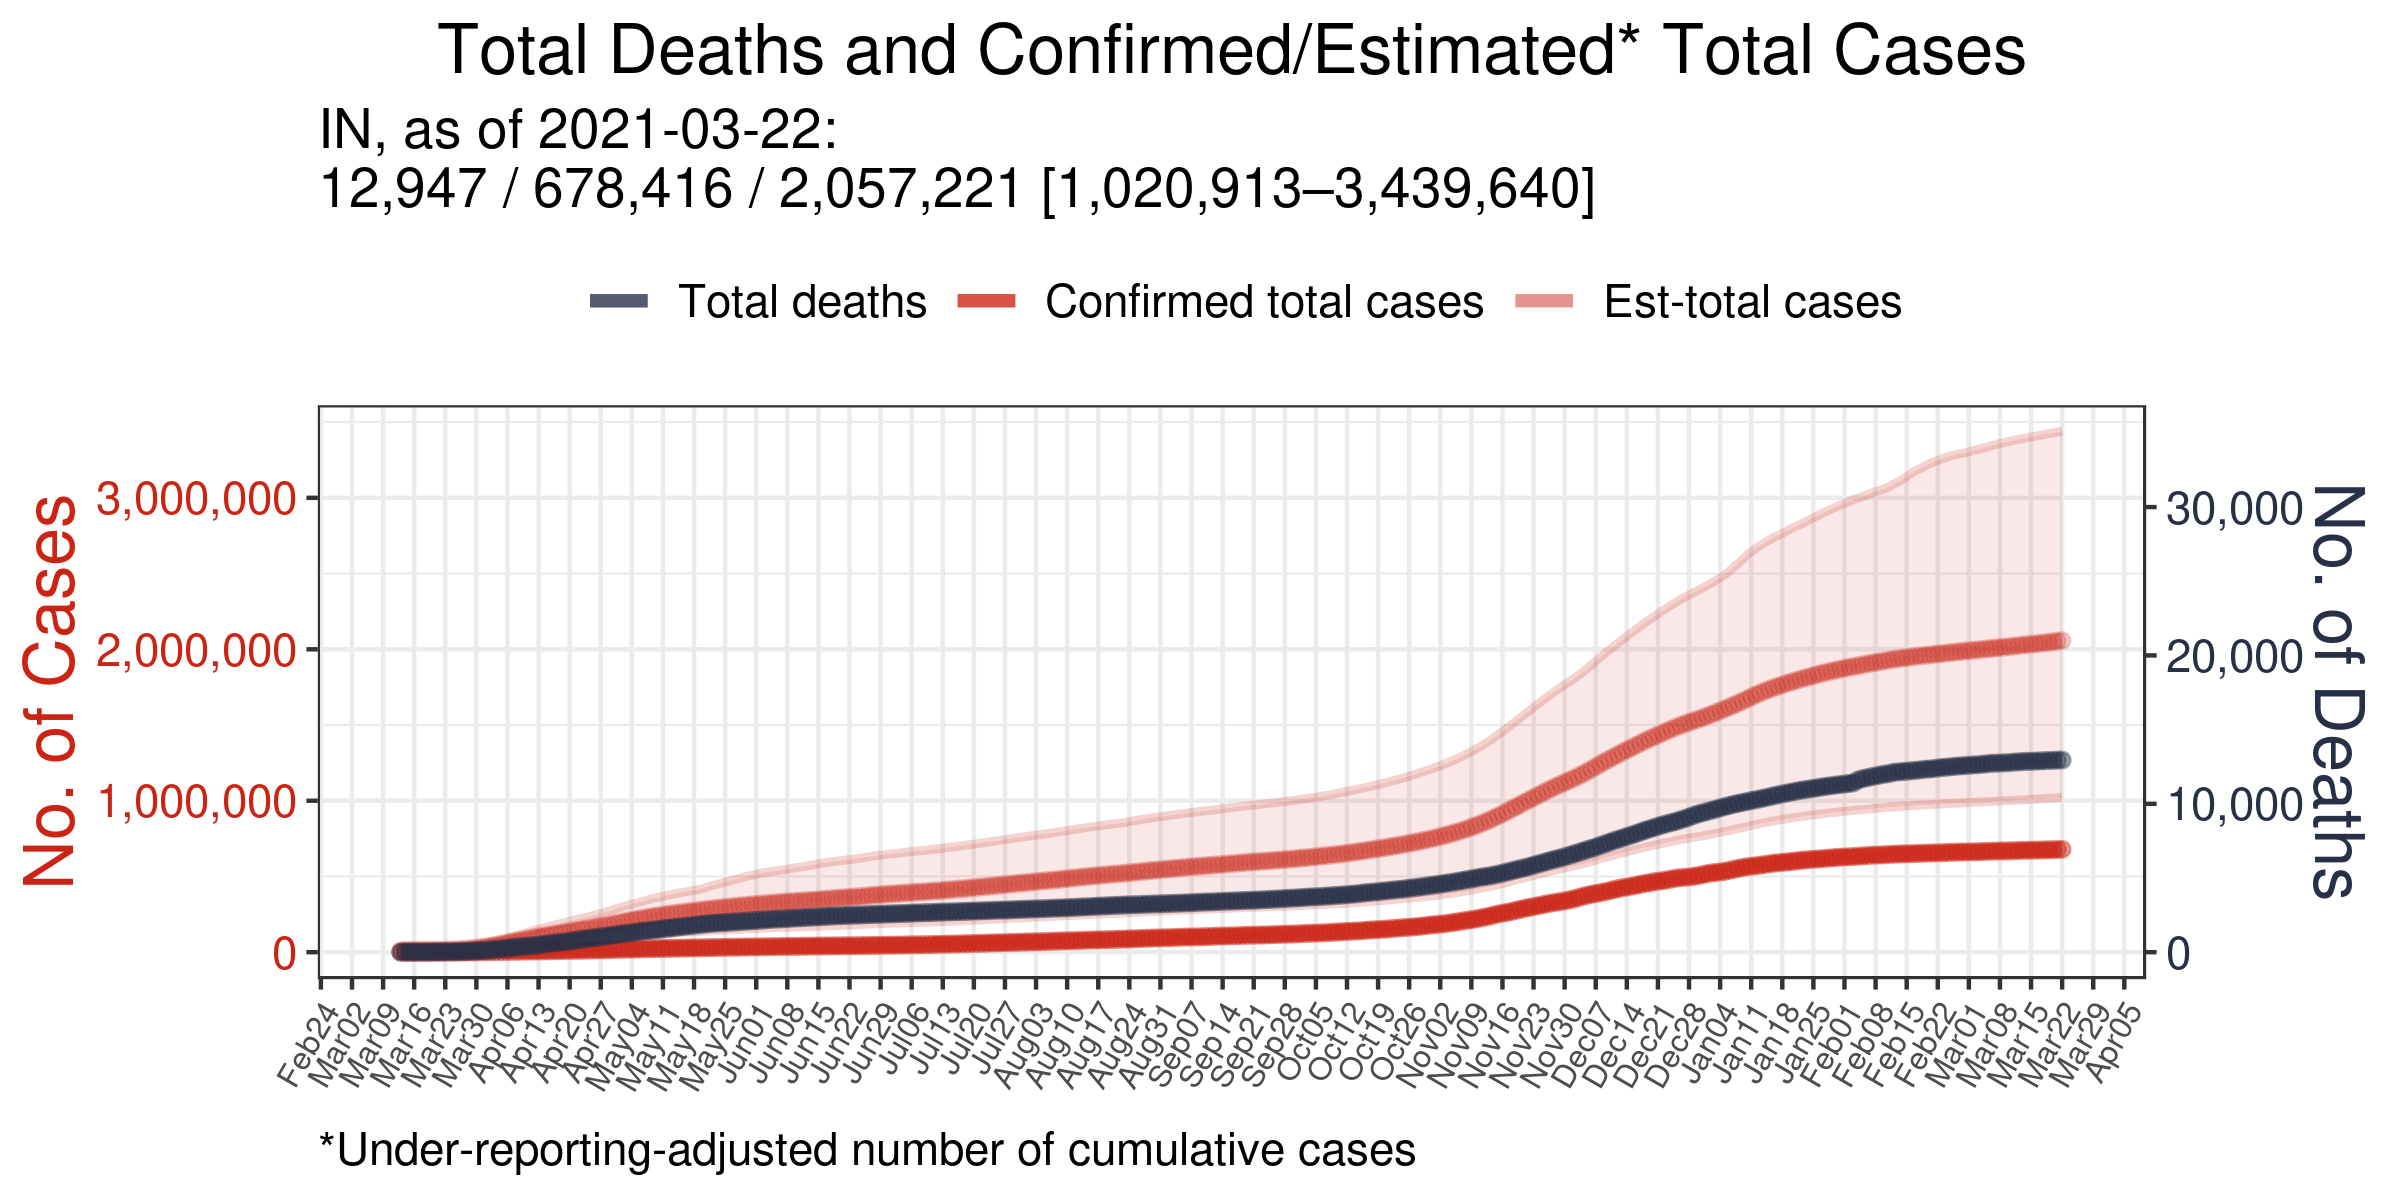 Total Deaths and Confirmed/Estimated* Total Cases
IN, as of 2021-03-22:
12,947 / 678,416 / 2,057,221 [1,020,913–3,439,640]
Total deaths
Confirmed total cases
Est-total cases
No. of Cases
3,000,000
2,000,000
1,000,000
0
30,000
20,000
10,000
0
No. of Deaths
Feb24
Mar02
Mar09
Mar16
Mar23
Mar30
Apr06
Apr13
Apr20
Apr27
May04
May11
May18
May25
Jun01
Jun08
Jun15
Jun22
Jun29
Jul06
Jul13
Jul20
Jul27
Aug03
Aug10
Aug17
Aug24
Aug31
Sep07
Sep14
Sep21
Sep28
Oct05
Oct12
Oct19
Oct26
Nov02
Nov09
Nov16
Nov23
Nov30
Dec07
Dec14
Dec21
Dec28
Jan04
Jan11
Jan18
Jan25
Feb01
Feb08
Feb15
Feb22
Mar01
Mar08
Mar15
Mar22
Mar29
Apr05
*Under-reporting-adjusted number of cumulative cases